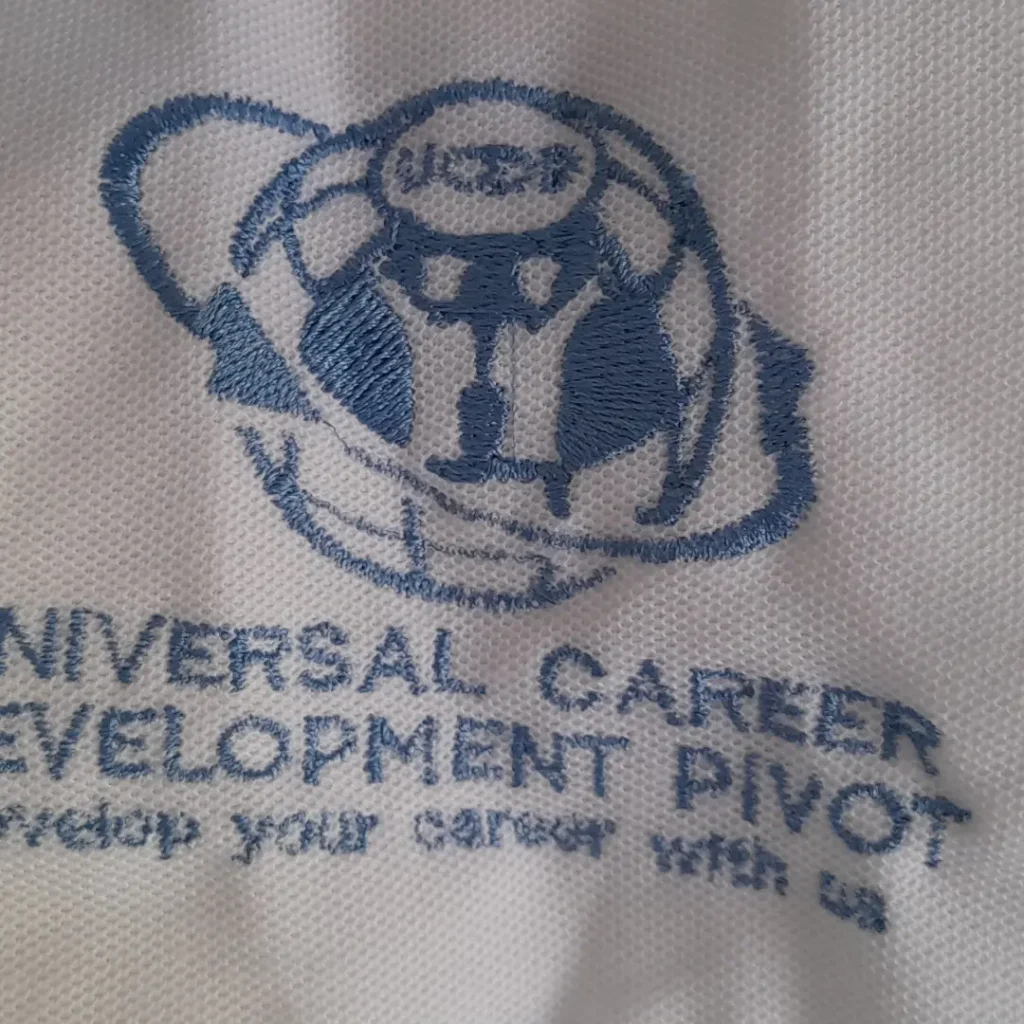 UCDP
NIVERSAL CAREER
EVELOPMENT PIVOT
velop your career with us